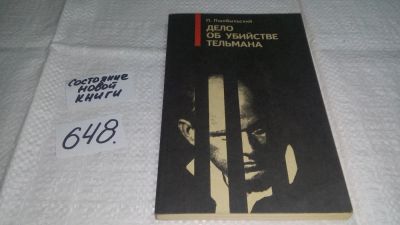 состояние
новой
книги
648.
П. Пшибыльский
ДЕЛО
ОБ УБИЙСТВЕ
ТЕЛЬМАНА